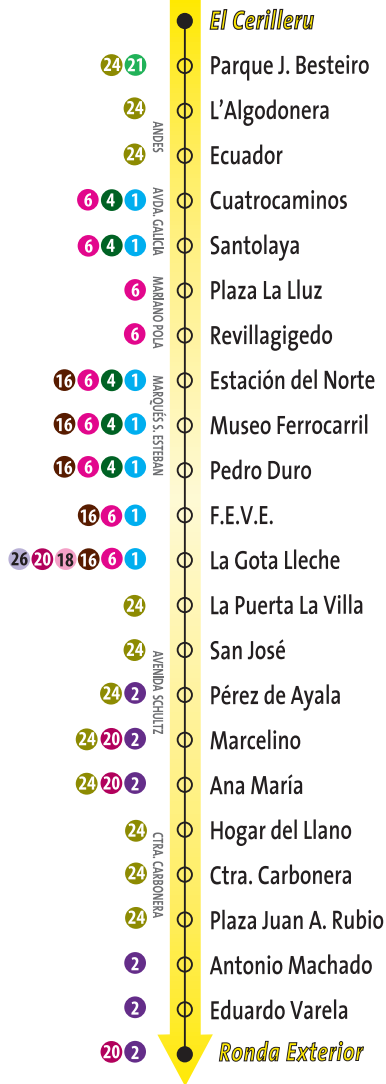 El Cerilleru
24 21 Parque J. Besteiro
24 L'Algodonera
ANDES
24 Ecuador
6 4 1 Cuatrocaminos
AVDA. GALICIA
6 4 1 Santolaya
6 Plaza La Lluz
MARIANO POLA
6 Revillagigedo
16 6 4 1 Estación del Norte
MARQUÉS S. ESTEBAN
16 6 4 1 Museo Ferrocarril
16 6 4 1 Pedro Duro
16 6 1 F.E.V.E.
26 20 18 16 6 1 La Gota Lleche
24 La Puerta La Villa
24 San José
AVENIDA SCHULTZ
24 2 Pérez de Ayala
24 20 2 Marcelino
24 20 2 Ana María
24 Hogar del Llano
CTRA. CARBONERA
24 Ctra. Carbonera
24 Plaza Juan A. Rubio
2 Antonio Machado
2 Eduardo Varela
20 2 Ronda Exterior